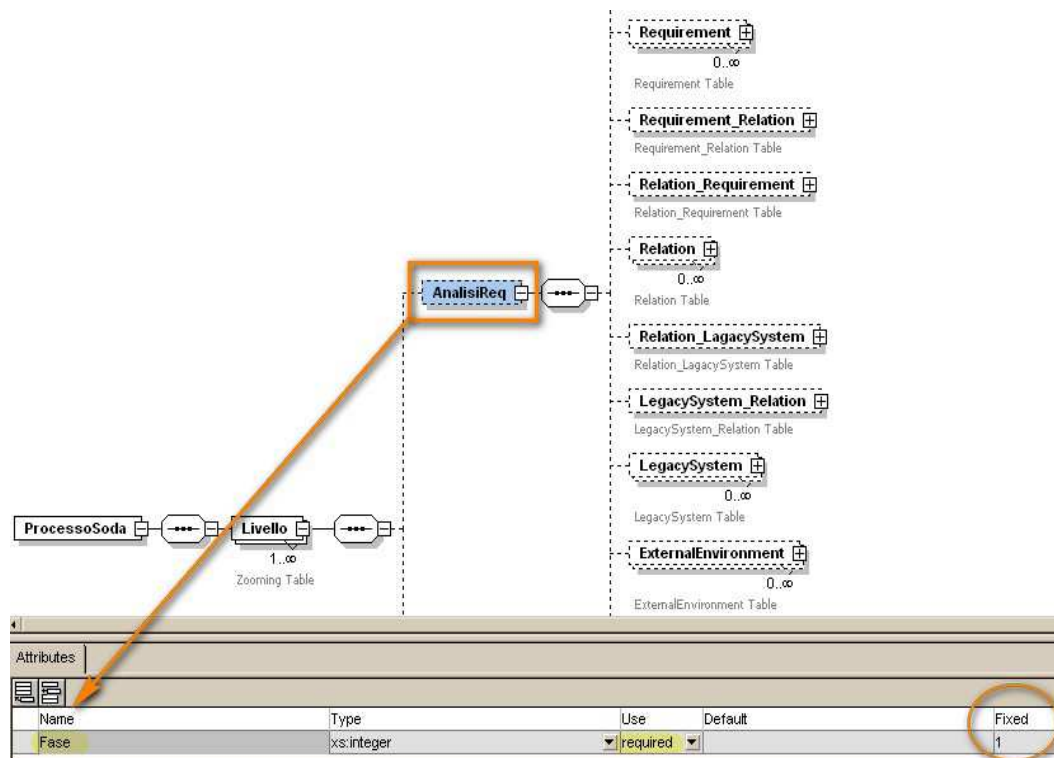 Requirement
0..∞
Requirement Table
Requirement_Relation
Requirement_Relation Table
Relation_Requirement
Relation_Requirement Table
Relation
0..∞
Relation Table
AnalisiReq
Relation_LagacySystem
Relation_LagacySystem Table
LegacySystem_Relation
LegacySystem_Relation Table
LegacySystem
0..∞
LegacySystem Table
ProcessoSoda
Livello
1..∞
Zooming Table
ExternalEnvironment
0..∞
ExternalEnvironment Table
Attributes
Name Type Use Default Fixed
Fase xs:integer required 1